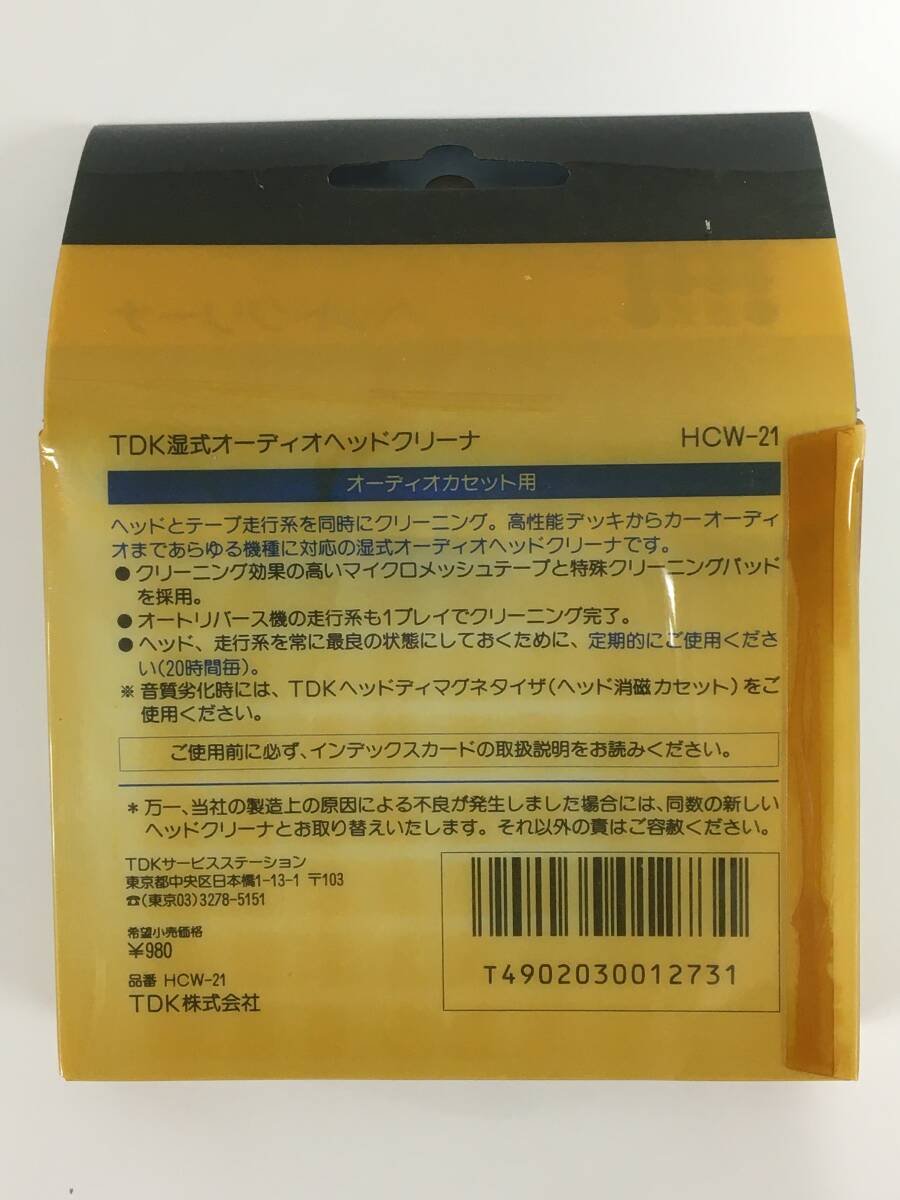 TDK湿式オーディオヘッドクリーナ HCW-21
オーディオカセット用
ヘッドとテープ走行系を同時にクリーニング。高性能デッキからカーオーディ
オまであらゆる機種に対応の湿式オーディオヘッドクリーナです。
●クリーニング効果の高いマイクロメッシュテープと特殊クリーニングパッド
を採用。
●オートリバース機の走行系も1プレイでクリーニング完了。
●ヘッド、走行系を常に最良の状態にしておくために、定期的にご使用くださ
い(20時間毎)。
※音質劣化時には、TDKヘッドディマグネタイザ(ヘッド消磁カセット)をご
使用ください。
ご使用前に必ず、インデックスカードの取扱説明をお読みください。
*万一、当社の製造上の原因による不良が発生しました場合には、同数の新しい
ヘッドクリーナとお取り替えいたします。それ以外の責はご容赦ください。
TDKサービスステーション
東京都中央区日本橋1-13-1 〒103
☎(東京03)3278-5151
希望小売価格
¥980
品番 HCW-21
TDK株式会社
T4902030012731